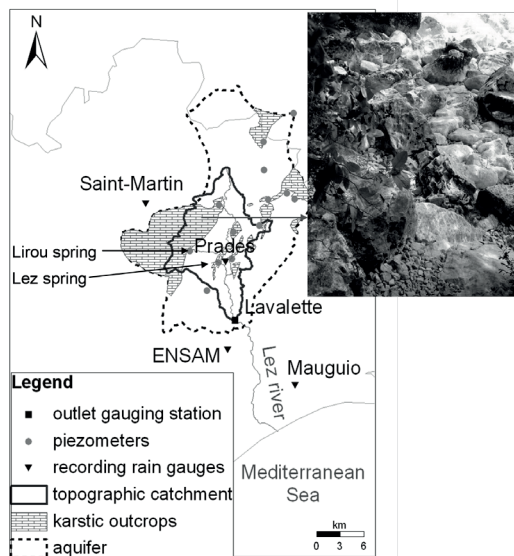 N
Saint-Martin
Lirou spring
Prades
Lez spring
Lavalette
ENSAM
Lez river
Mauguio
Legend
outlet gauging station
piezometers
recording rain gauges
topographic catchment
karstic outcrops
aquifer
Mediterranean
Sea
km
0 3 6